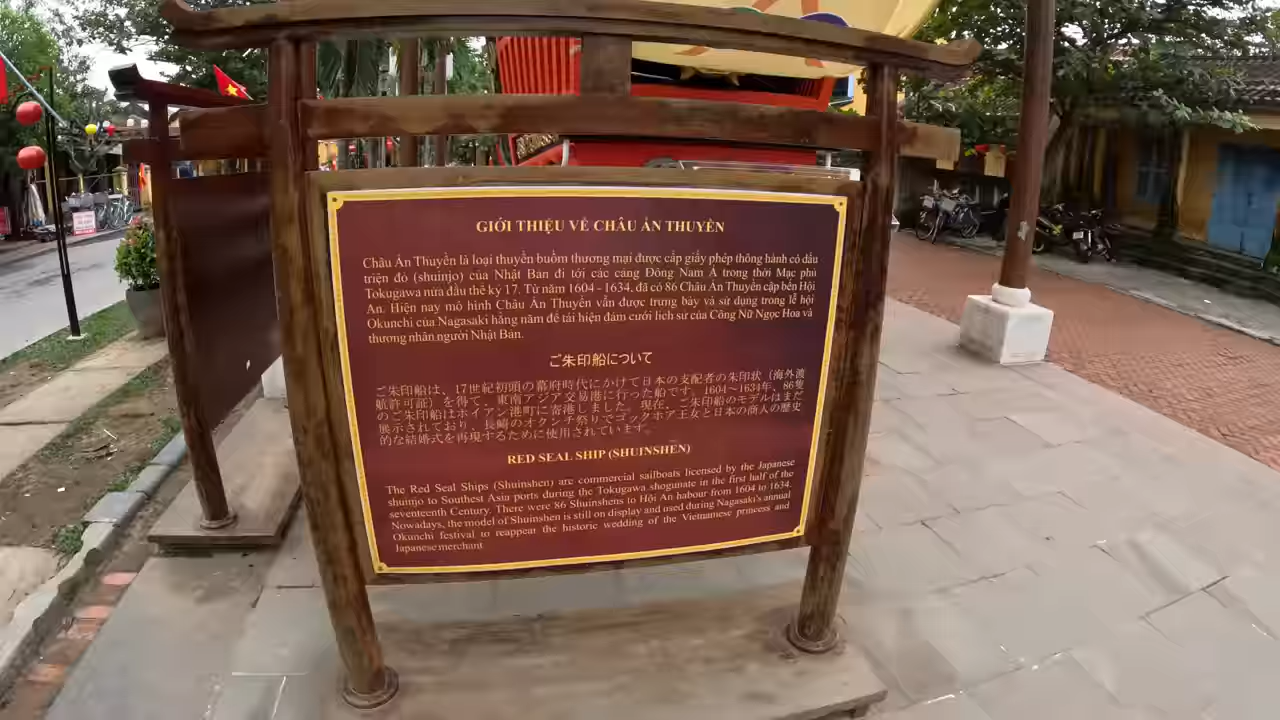 GIỚI THIỆU VỀ CHÂU ẤN THUYỀN
Châu Ấn Thuyền là loại thuyền buồm thương mại được cấp giấy phép thông hành có dấu
triện đỏ (shuinjo) của Nhật Bản đi tới các cảng Đông Nam Á trong thời Mạc phủ
Tokugawa nửa đầu thế kỷ 17. Từ năm 1604 - 1634, đã có 86 Châu Ấn Thuyền cập bến Hội
An. Hiện nay mô hình Châu Ấn Thuyền vẫn được trưng bày và sử dụng trong lễ hội
Okunchi của Nagasaki hằng năm để tái hiện đám cưới lịch sử của Công Nữ Ngọc Hoa và
thương nhân người Nhật Bản.
ご朱印船について
ご朱印船は、17世紀初頭の幕府時代にかけて日本の支配者の朱印状（海外渡
航許可証）を得て、東南アジア交易港に行った船です。1604～1634年、86隻
のご朱印船はホイアン港町に寄港しました。現在、ご朱印船のモデルはまだ
展示されており、長崎のオクンチ祭りでゴックホア王女と日本の商人の歴史
的な結婚式を再現するために使用されています。
RED SEAL SHIP (SHUINSHEN)
The Red Seal Ships (Shuinshen) are commercial sailboats licensed by the Japanese
shuinjo to Southest Asia ports during the Tokugawa shogunate in the first half of the
seventeenth Century. There were 86 Shuinshens to Hội An habour from 1604 to 1634.
Nowadays, the model of Shuinshen is still on display and used during Nagasaki's annual
Okunchi festival to reappear the historic wedding of the Vietnamese princess and
Japanese merchant